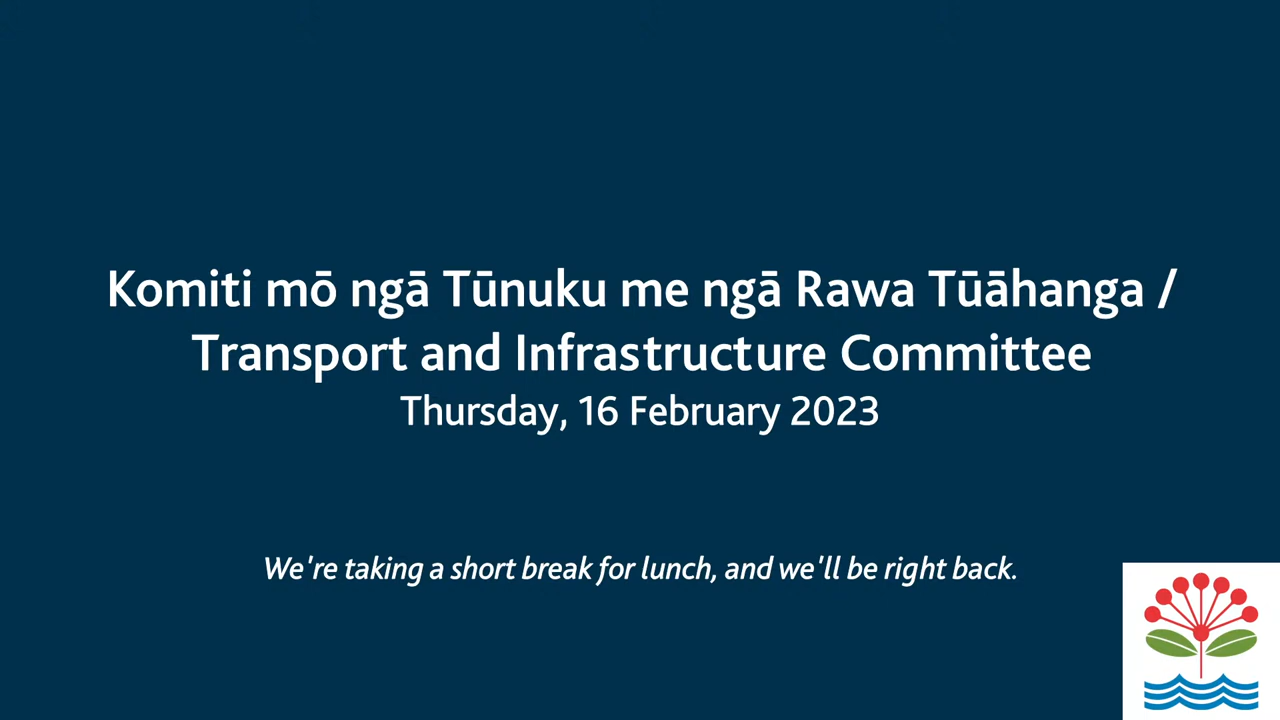 Komiti mō ngā Tūnuku me ngā Rawa Tūāhanga /
Transport and Infrastructure Committee
Thursday, 16 February 2023
We're taking a short break for lunch, and we'll be right back.